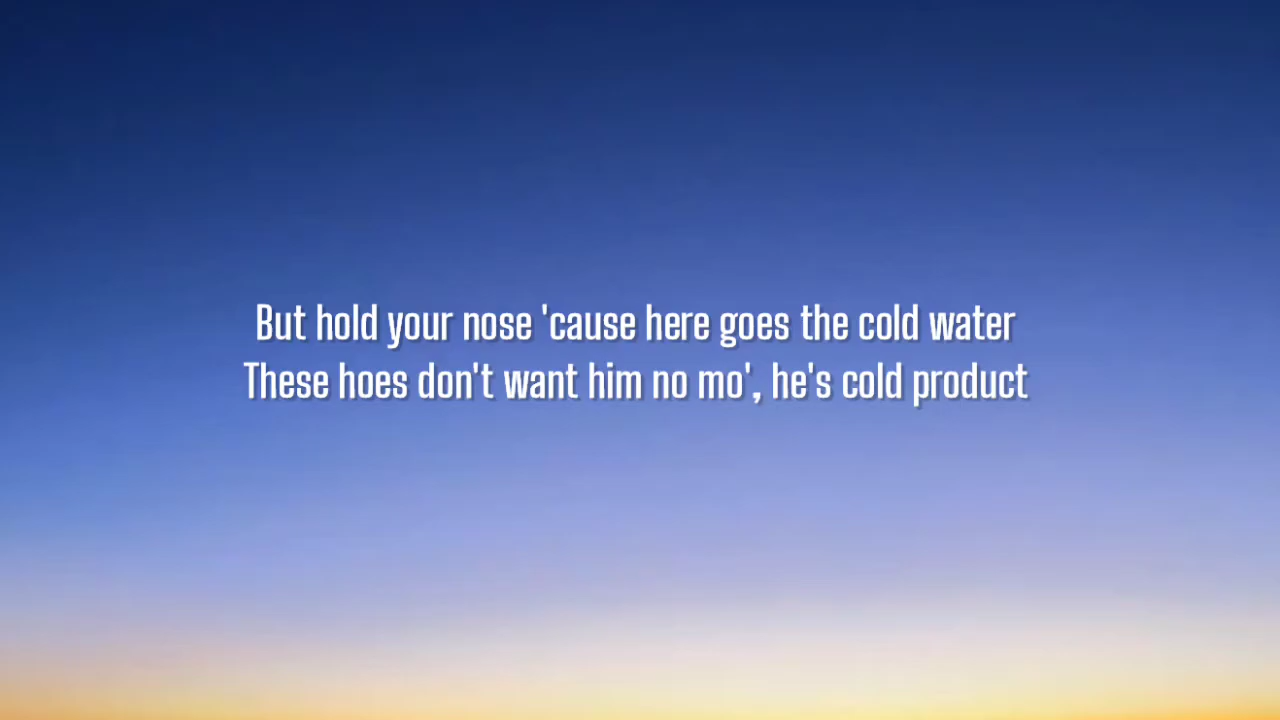 But hold your nose 'cause here goes the cold water
These hoes don't want him no mo', he's cold product